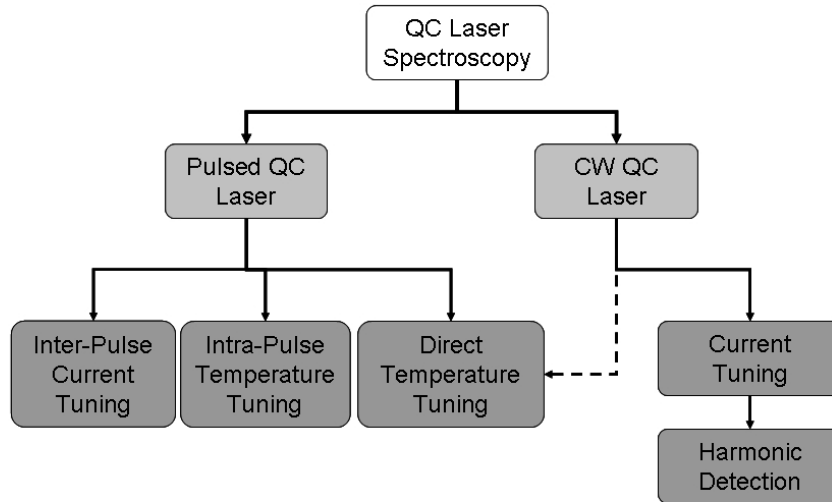 QC Laser
Spectroscopy
Pulsed QC
Laser
CW QC
Laser
Inter-Pulse
Current
Tuning
Intra-Pulse
Temperature
Tuning
Direct
Temperature
Tuning
Current
Tuning
Harmonic
Detection